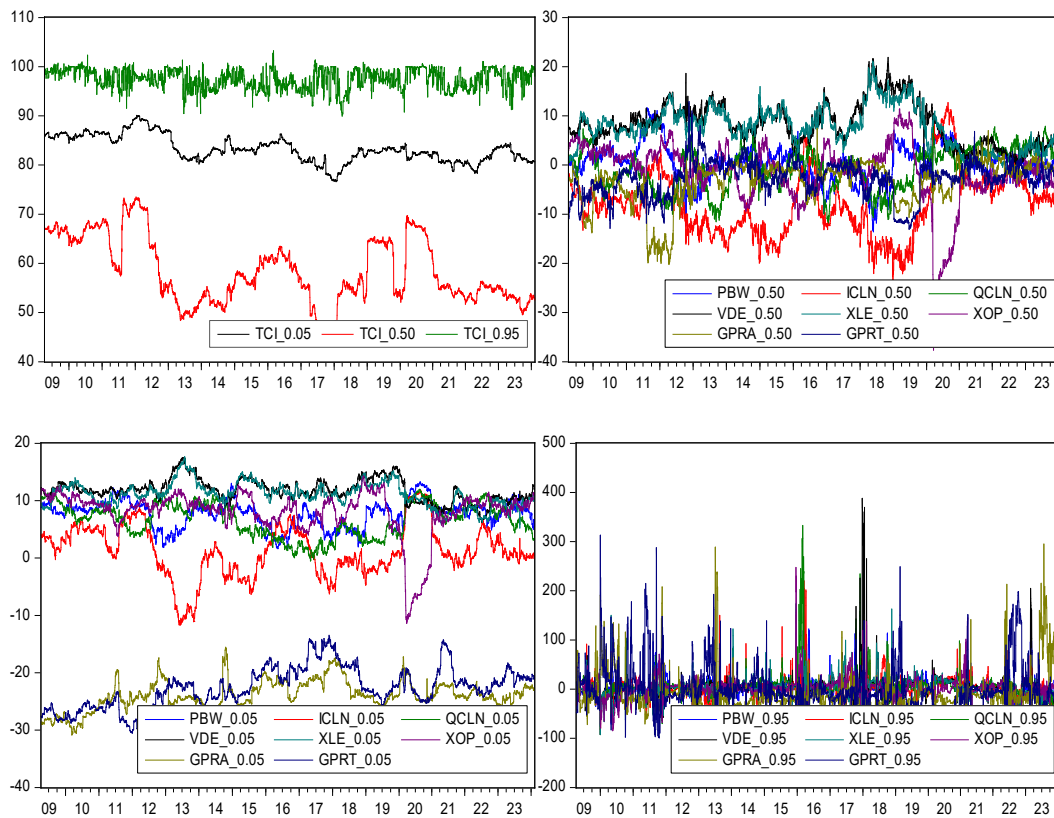 110
100
90
80
70
60
50
40
TCI_0.05 TCI_0.50 TCI_0.95
09 10 11 12 13 14 15 16 17 18 19 20 21 22 23
30
20
10
0
-10
-20
-30
-40
PBW_0.50 ICLN_0.50 QCLN_0.50
VDE_0.50 XLE_0.50 XOP_0.50
GPRA_0.50 GPRT_0.50
09 10 11 12 13 14 15 16 17 18 19 20 21 22 23
20
10
0
-10
-20
-30
-40
PBW_0.05 ICLN_0.05 QCLN_0.05
VDE_0.05 XLE_0.05 XOP_0.05
GPRA_0.05 GPRT_0.05
09 10 11 12 13 14 15 16 17 18 19 20 21 22 23
500
400
300
200
100
0
-100
-200
PBW_0.95 ICLN_0.95 QCLN_0.95
VDE_0.95 XLE_0.95 XOP_0.95
GPRA_0.95 GPRT_0.95
09 10 11 12 13 14 15 16 17 18 19 20 21 22 23